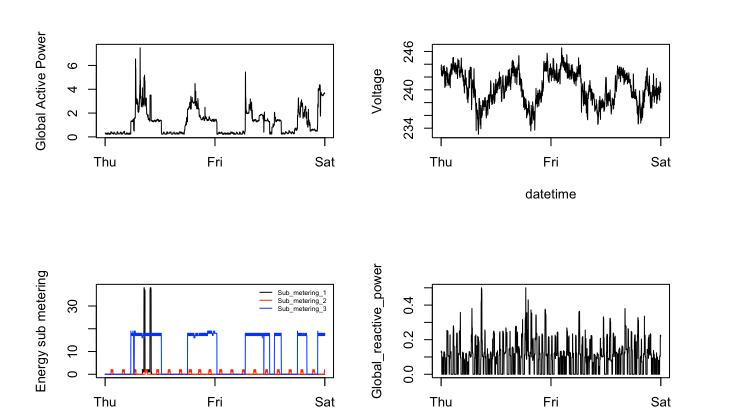 Global Active Power
6
4
2
0
Thu Fri Sat
Voltage
246
240
234
Thu Fri Sat
datetime
Energy sub metering
30
10
0
Sub_metering_1
Sub_metering_2
Sub_metering_3
Thu Fri Sat
Global_reactive_power
0.4
0.2
0.0
Thu Fri Sat